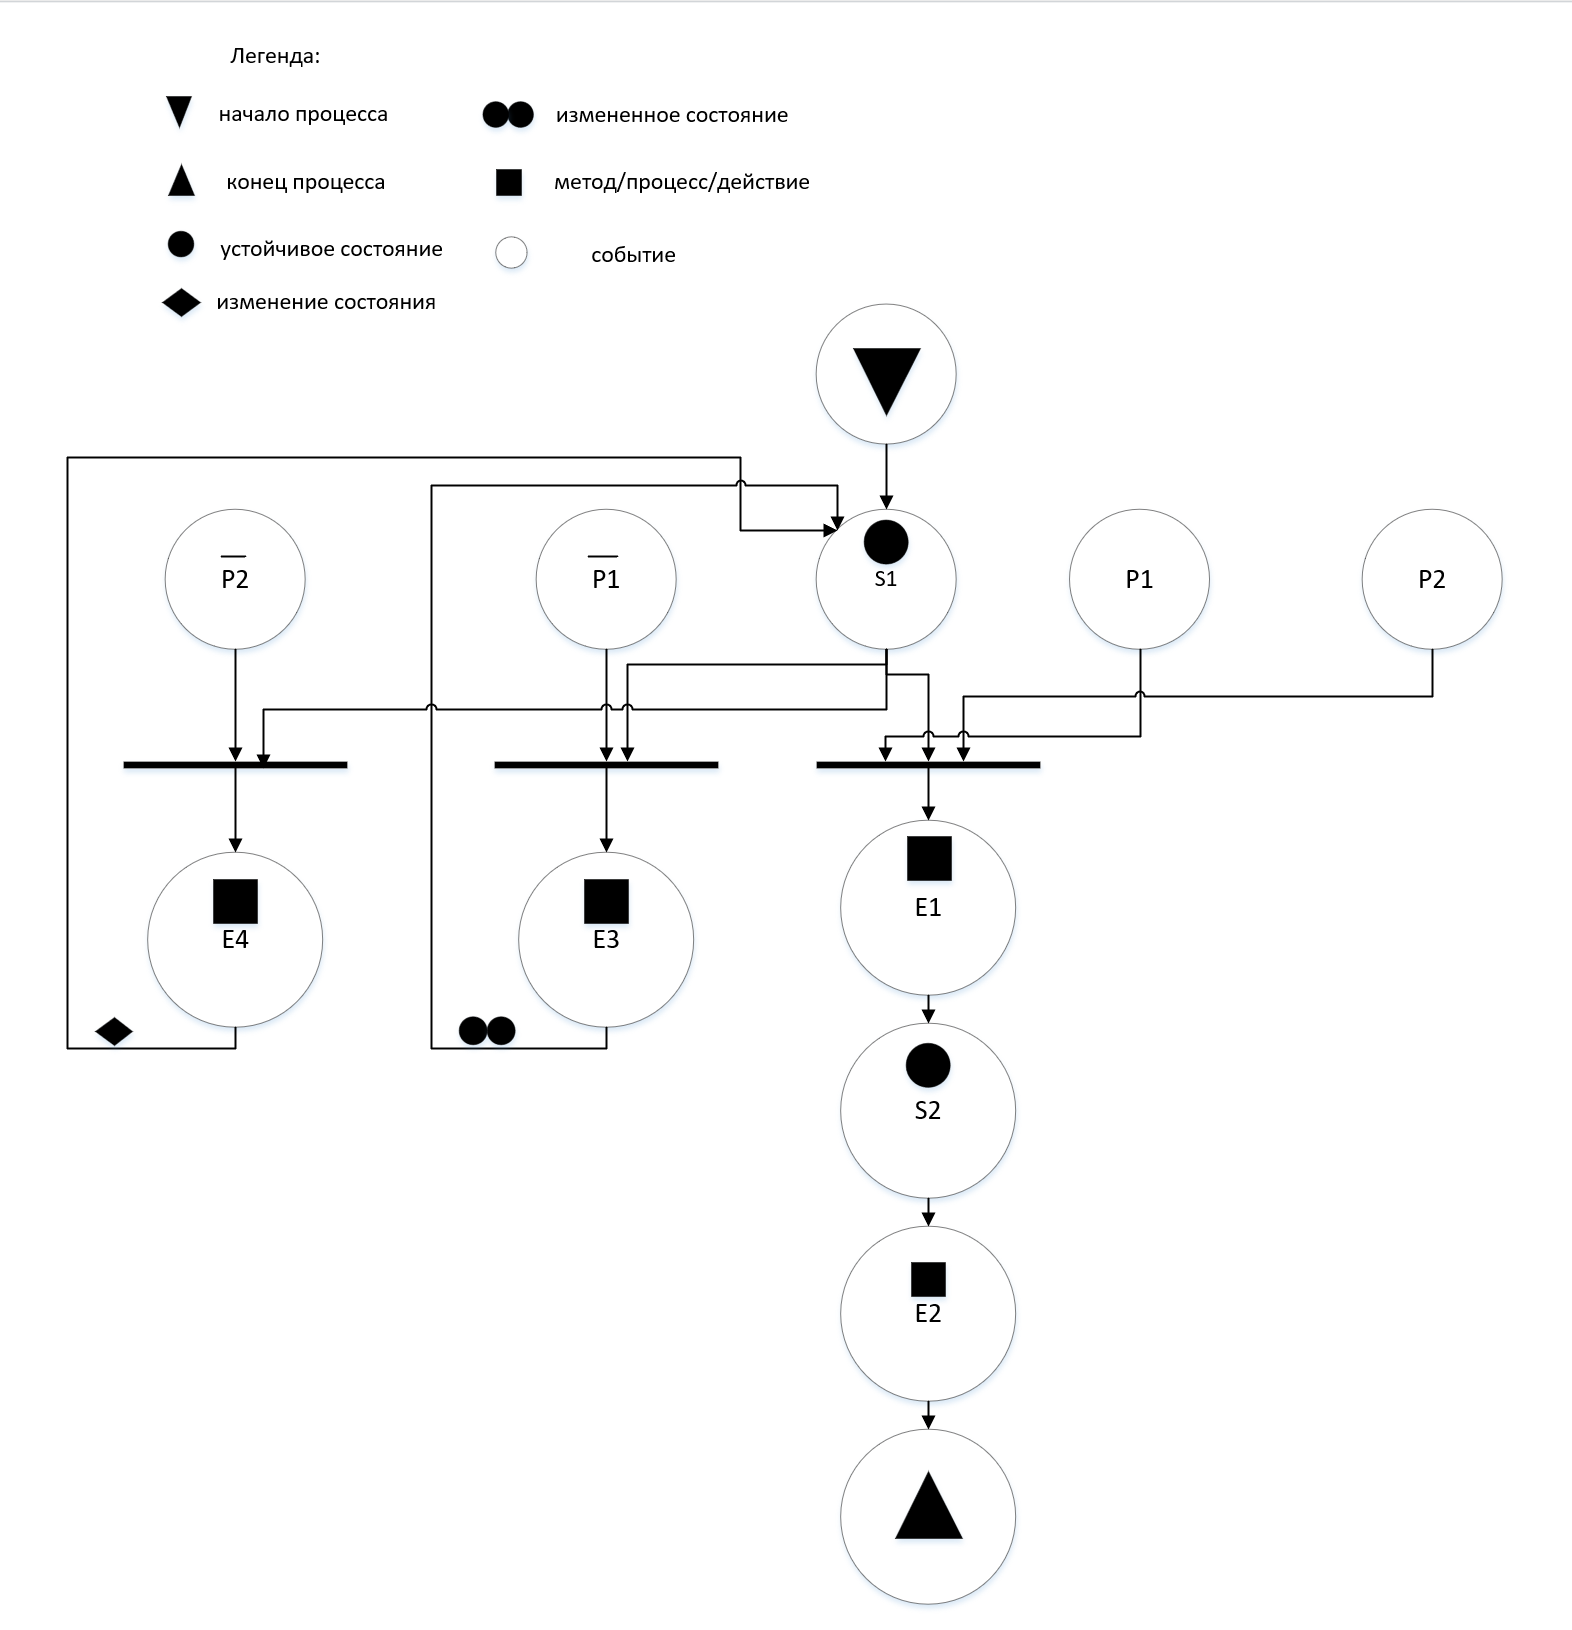 Легенда:
начало процесса
измененное состояние
конец процесса
метод/процесс/действие
устойчивое состояние
событие
изменение состояния
P2
P1
S1
P1
P2
E1
E4
E3
S2
E2